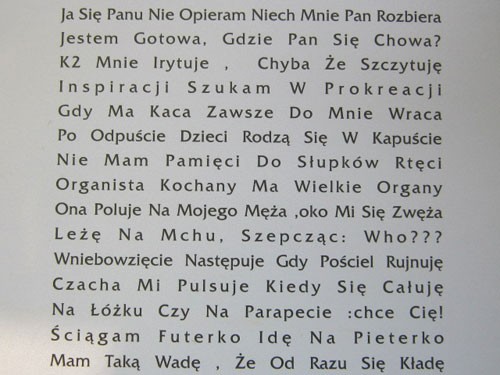 Ja Się Panu Nie Opieram Niech Mnie Pan Rozbiera
Jestem Gotowa, Gdzie Pan Się Chowa?
K2 Mnie Irytuje , Chyba Że Szczytuję
Inspiracji Szukam W Prokreacji
Gdy Ma Kaca Zawsze Do Mnie Wraca
Po Odpuście Dzieci Rodzą Się W Kapuście
Nie Mam Pamięci Do Słupków Rtęci
Organista Kochany Ma Wielkie Organy
Ona Poluje Na Mojego Męża ,oko Mi Się Zwęża
Leżę Na Mchu, Szepcząc: Who???
Wniebowzięcie Następuje Gdy Pościel Rujnuję
Czacha Mi Pulsuje Kiedy Się Całuję
Na Łóżku Czy Na Parapecie :chce Cię!
Ściągam Futerko Idę Na Pieterko
Mam Taką Wadę , Że Od Razu Się Kładę